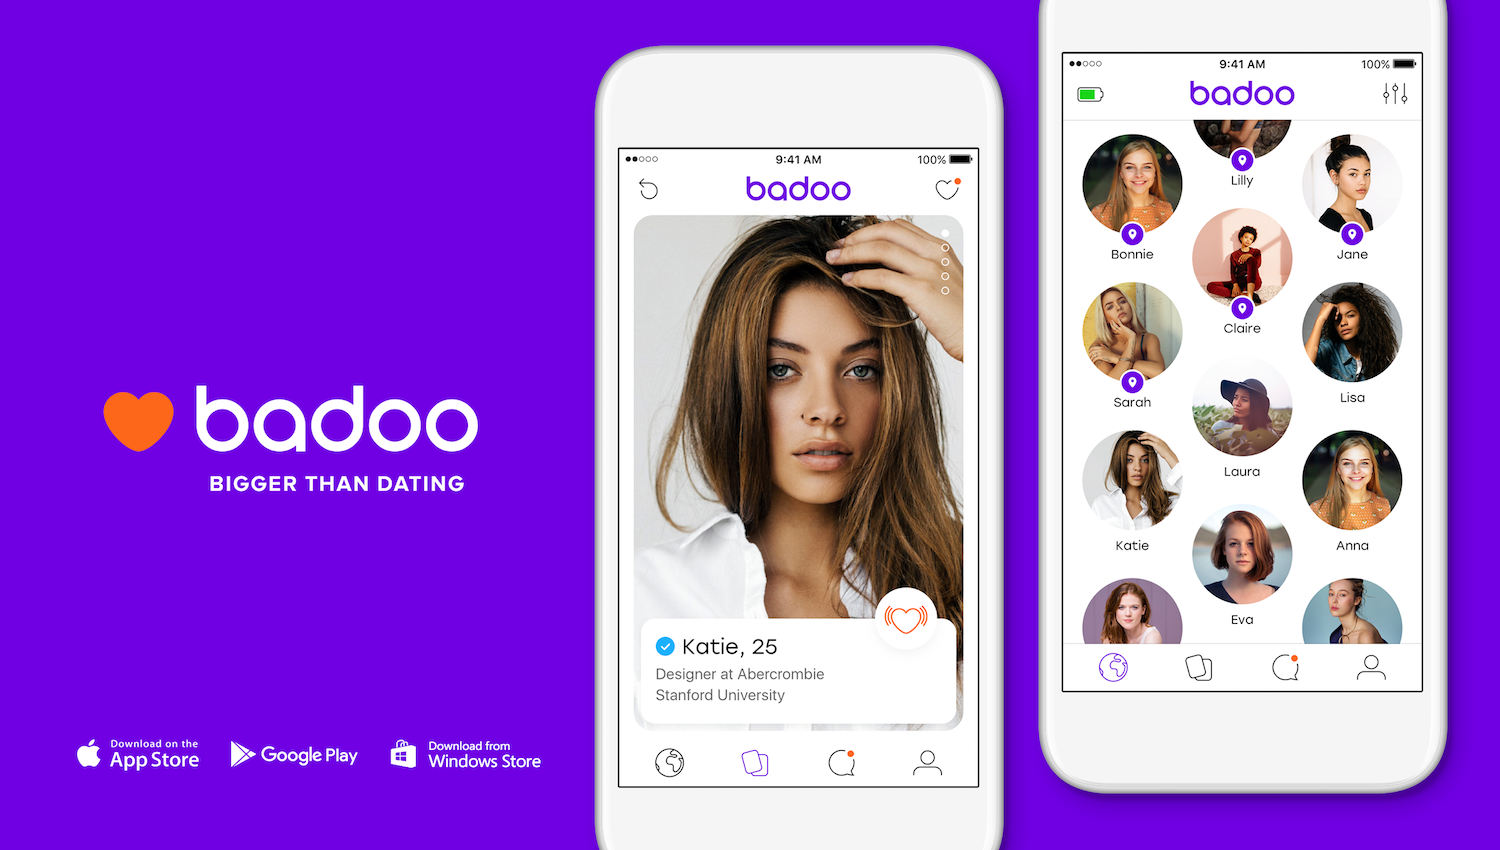 badoo
BIGGER THAN DATING
Download on the
App Store
Google Play
Download from
Windows Store
9:41 AM
100%
badoo
Katie, 25
Designer at Abercrombie
Stanford University
9:41 AM
100%
badoo
Lilly
Bonnie
Jane
Claire
Sarah
Lisa
Laura
Katie
Anna
Eva